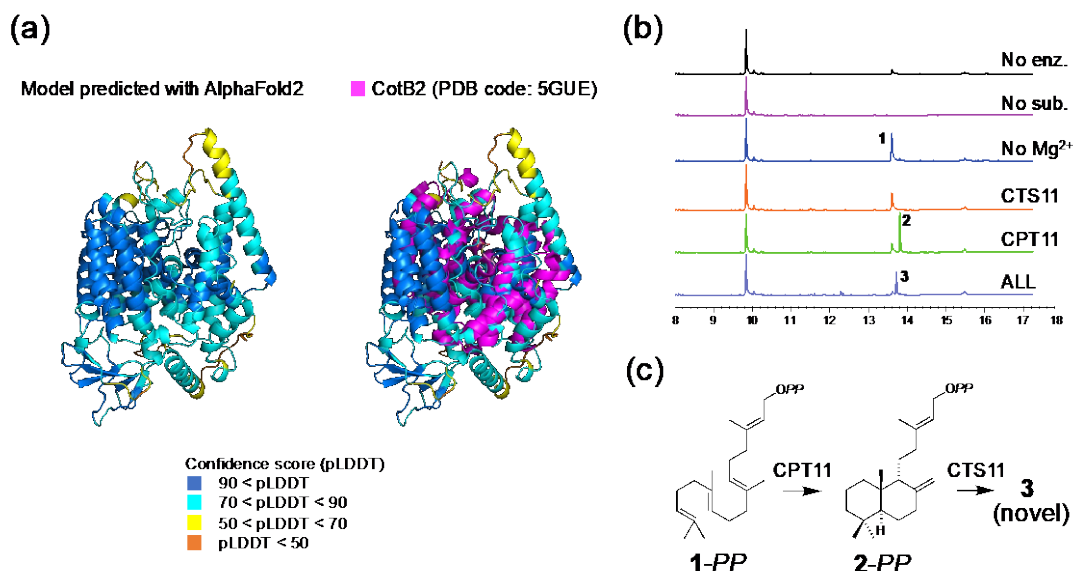 (a)
Model predicted with AlphaFold2
CotB2 (PDB code: 5GUE)
Confidence score (pLDDT)
90 < pLDDT
70 < pLDDT < 90
50 < pLDDT < 70
pLDDT < 50
(b)
No enz.
No sub.
No Mg2+
1
CTS11
CPT11
2
ALL
3
8 9 10 11 12 13 14 15 16 17 18
(c)
OPP
OPP
CPT11
CTS11
H
3
(novel)
1-PP
2-PP